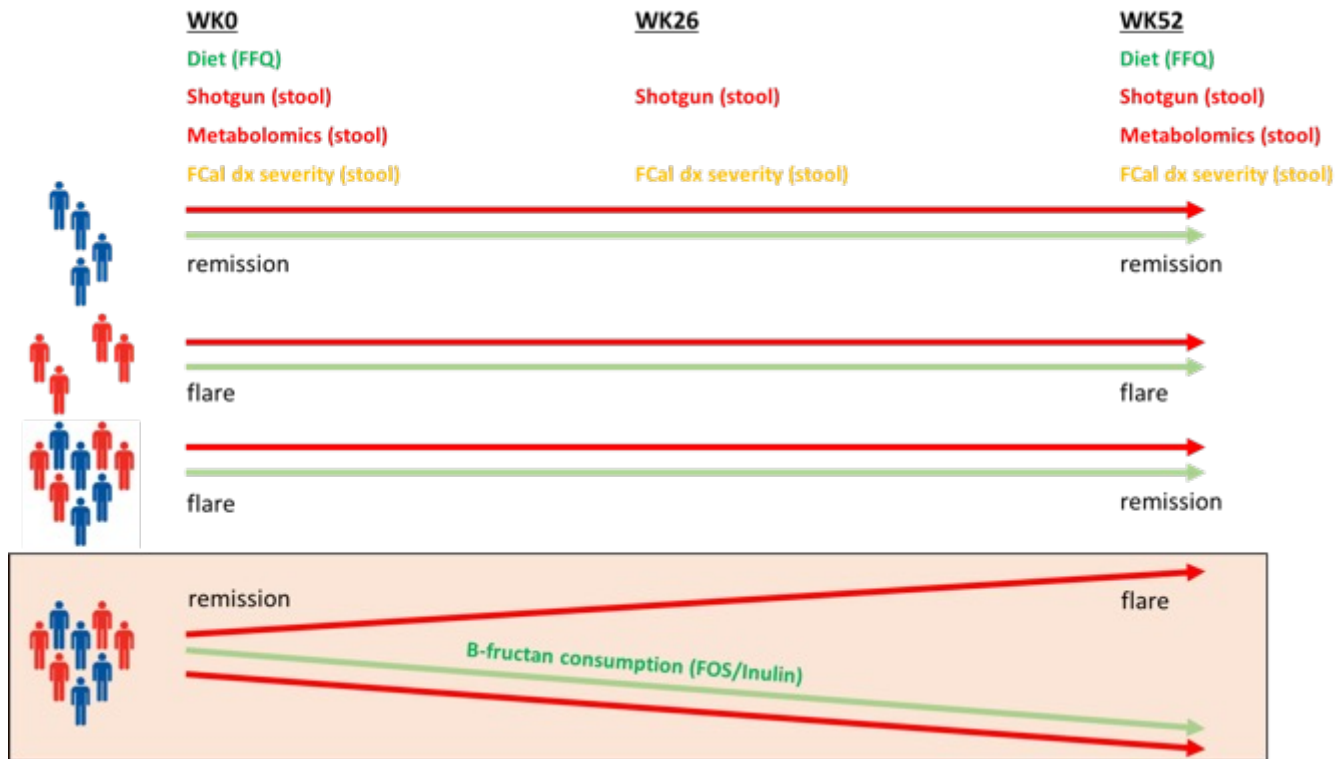 WK0 WK26 WK52
Diet (FFQ) Diet (FFQ)
Shotgun (stool) Shotgun (stool) Shotgun (stool)
Metabolomics (stool) Metabolomics (stool)
FCal dx severity (stool) FCal dx severity (stool) FCal dx severity (stool)
remission remission
flare flare
flare remission
remission flare
B-fructan consumption (FOS/Inulin)